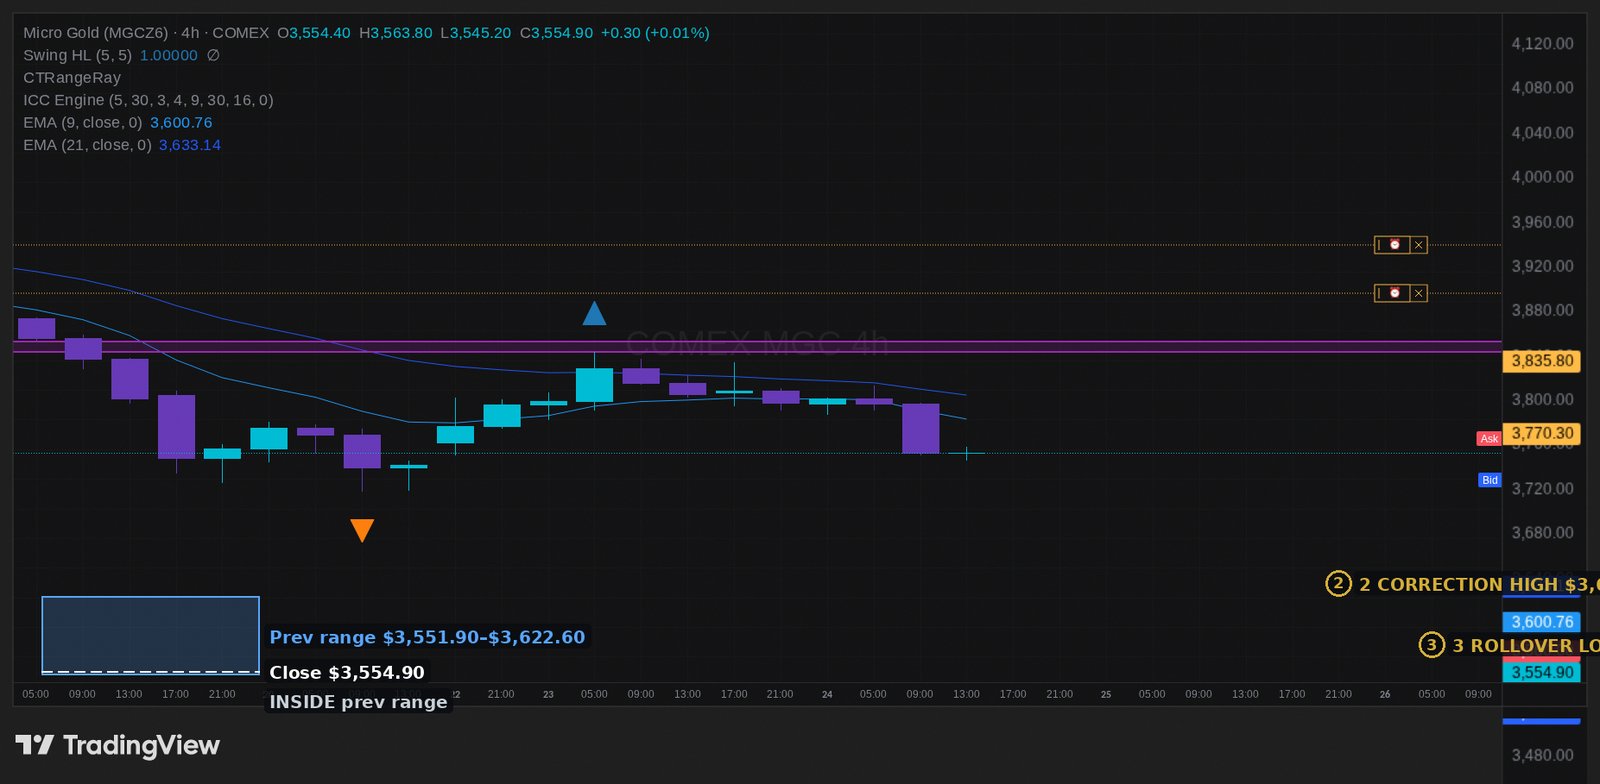 Micro Gold (MGCZ6) · 4h · COMEX O3,554.40 H3,563.80 L3,545.20 C3,554.90 +0.30 (+0.01%)
Swing HL (5, 5) 1.00000 ∅
CTRangeRay
ICC Engine (5, 30, 3, 4, 9, 30, 16, 0)
EMA (9, close, 0) 3,600.76
EMA (21, close, 0) 3,633.14
COMEX MGC 4h
4,120.00
4,080.00
4,040.00
4,000.00
3,960.00
3,920.00
3,880.00
3,835.80
3,800.00
Ask
3,770.30
Bid
3,720.00
3,680.00
② 2 CORRECTION HIGH $3,6
3,600.76
③ 3 ROLLOVER LO
3,554.90
3,480.00
Prev range $3,551.90–$3,622.60
Close $3,554.90
INSIDE prev range
05:00 09:00 13:00 17:00 21:00 22 21:00 23 05:00 09:00 13:00 17:00 21:00 24 05:00 09:00 13:00 17:00 21:00 25 05:00 09:00 13:00 17:00 21:00 26 05:00 09:00
TradingView